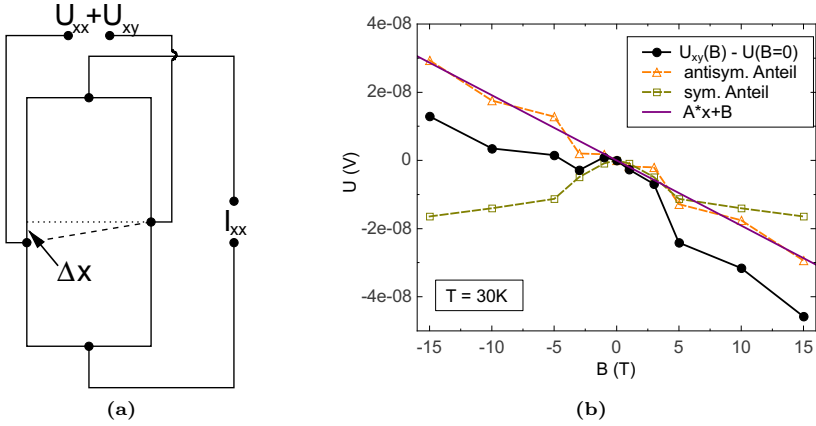 U_xx+U_xy
I_xx
Δx
(a)
4e-08
2e-08
0
-2e-08
-4e-08
U (V)
U_xy(B) - U(B=0)
antisym. Anteil
sym. Anteil
A*x+B
T = 30K
-15 -10 -5 0 5 10 15
B (T)
(b)